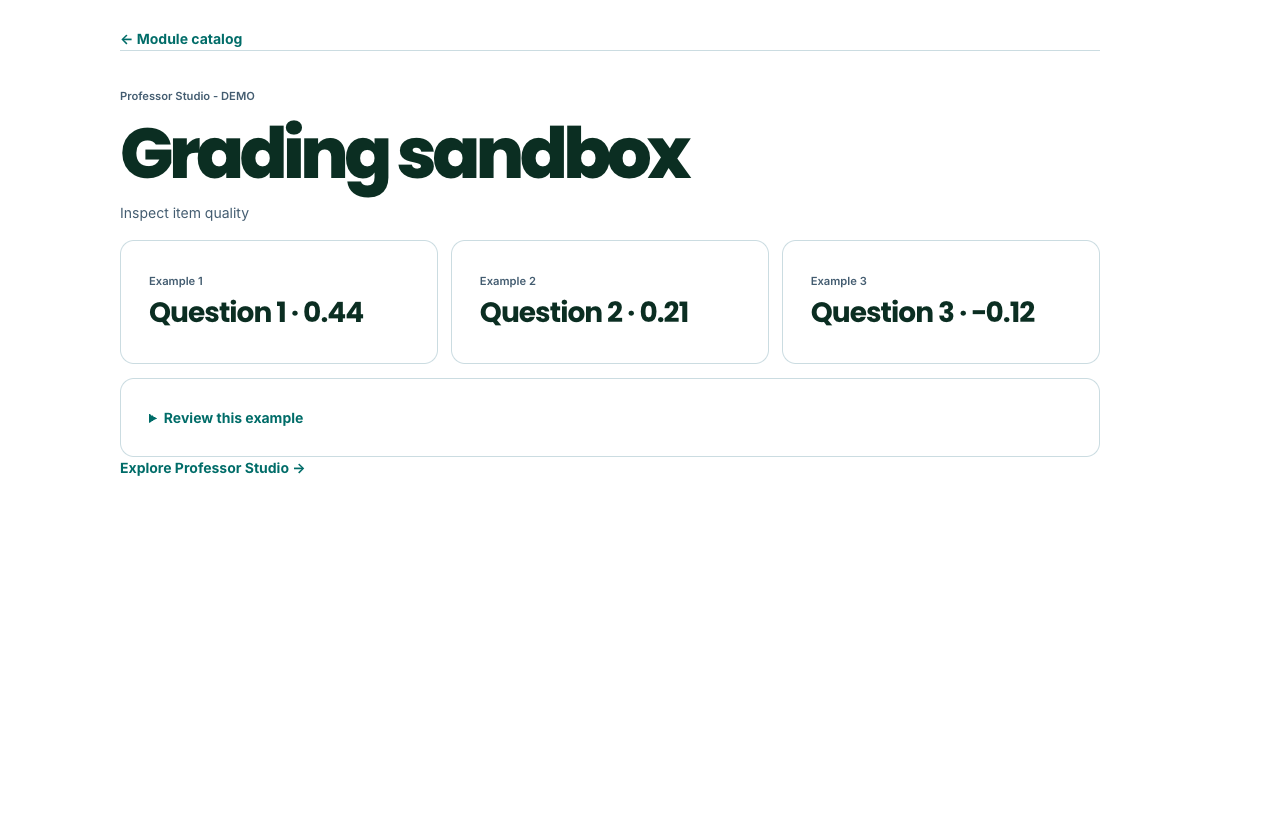 ← Module catalog
Professor Studio - DEMO
Grading sandbox
Inspect item quality
Example 1
Question 1 · 0.44
Example 2
Question 2 · 0.21
Example 3
Question 3 · −0.12
▶ Review this example
Explore Professor Studio →